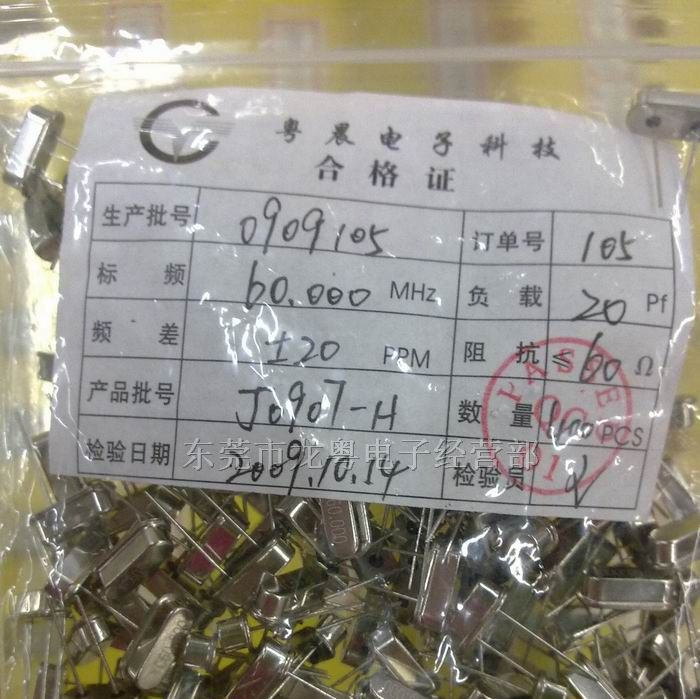 粤晨电子科技
合格证
生产批号 0909105 订单号 105
标频 60.000 MHz 负载 20 Pf
频差 ±20 PPM 阻抗 ≤ 60 Ω
产品批号 J0907-H 数量 PCS
检验日期 2009.10.14 检验员
东莞市龙粤电子经营部
60.000